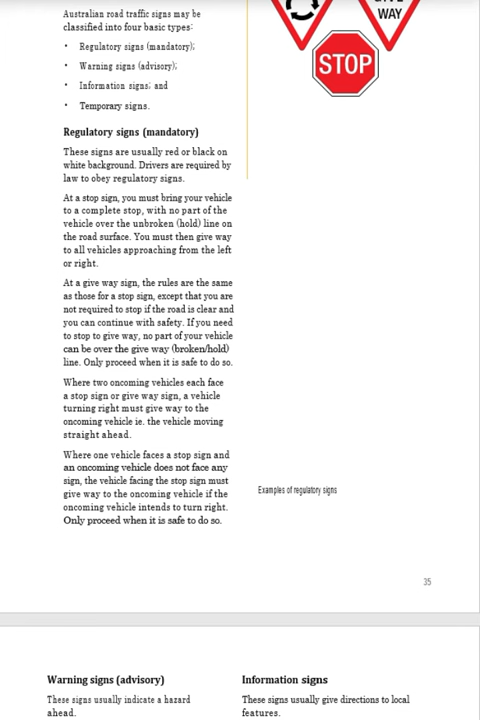 Australian road traffic signs may be
classified into four basic types:
• Regulatory signs (mandatory);
• Warning signs (advisory);
• Information signs; and
• Temporary signs.
Regulatory signs (mandatory)
These signs are usually red or black on
white background. Drivers are required by
law to obey regulatory signs.
At a stop sign, you must bring your vehicle
to a complete stop, with no part of the
vehicle over the unbroken (hold) line on
the road surface. You must then give way
to all vehicles approaching from the left
or right.
At a give way sign, the rules are the same
as those for a stop sign, except that you are
not required to stop if the road is clear and
you can continue with safety. If you need
to stop to give way, no part of your vehicle
can be over the give way (broken/hold)
line. Only proceed when it is safe to do so.
Where two oncoming vehicles each face
a stop sign or give way sign, a vehicle
turning right must give way to the
oncoming vehicle ie. the vehicle moving
straight ahead.
Where one vehicle faces a stop sign and
an oncoming vehicle does not face any
sign, the vehicle facing the stop sign must
give way to the oncoming vehicle if the
oncoming vehicle intends to turn right.
Only proceed when it is safe to do so.
GIVE
WAY
STOP
Examples of regulatory signs
35
Warning signs (advisory)
These signs usually indicate a hazard
ahead.
Information signs
These signs usually give directions to local
features.